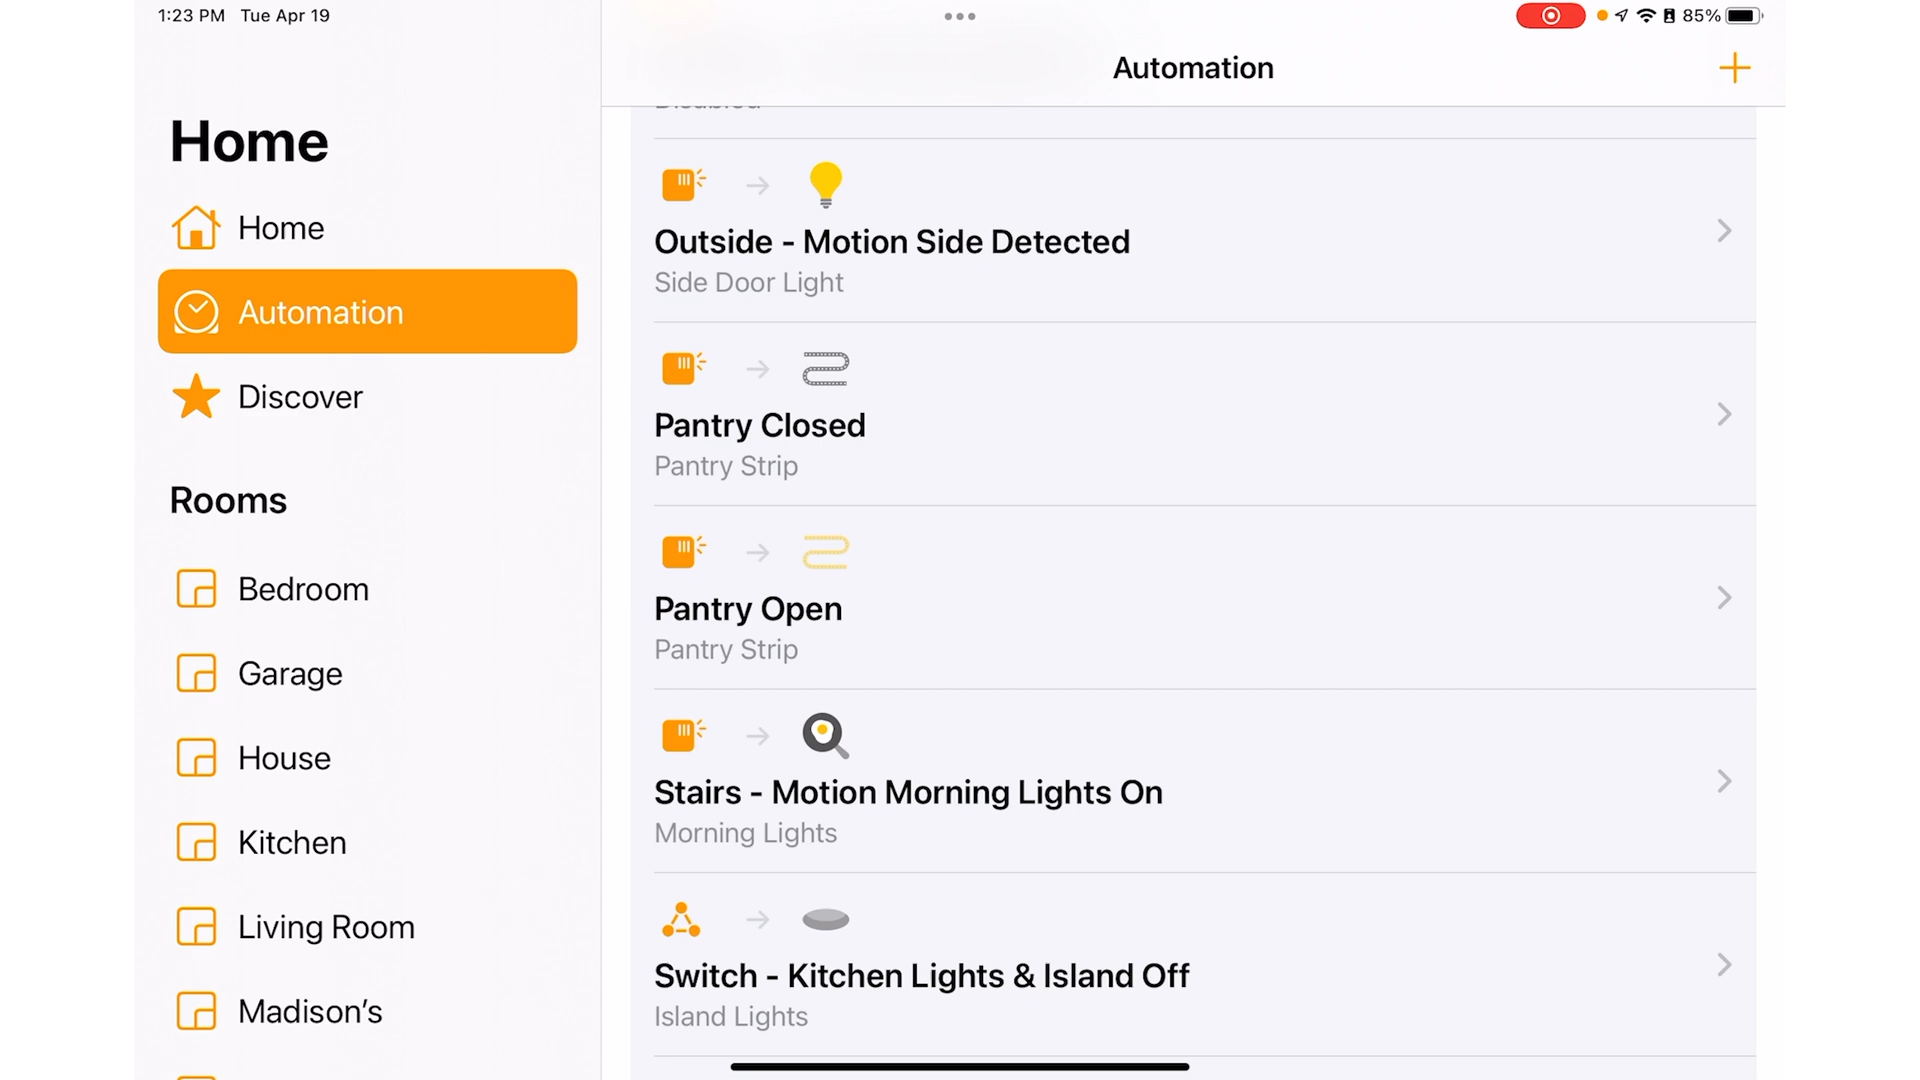 1:23 PM Tue Apr 19
85%
Home
Home
Automation
Discover
Rooms
Bedroom
Garage
House
Kitchen
Living Room
Madison’s
Automation
Disabled
Outside - Motion Side Detected
Side Door Light
Pantry Closed
Pantry Strip
Pantry Open
Pantry Strip
Stairs - Motion Morning Lights On
Morning Lights
Switch - Kitchen Lights & Island Off
Island Lights